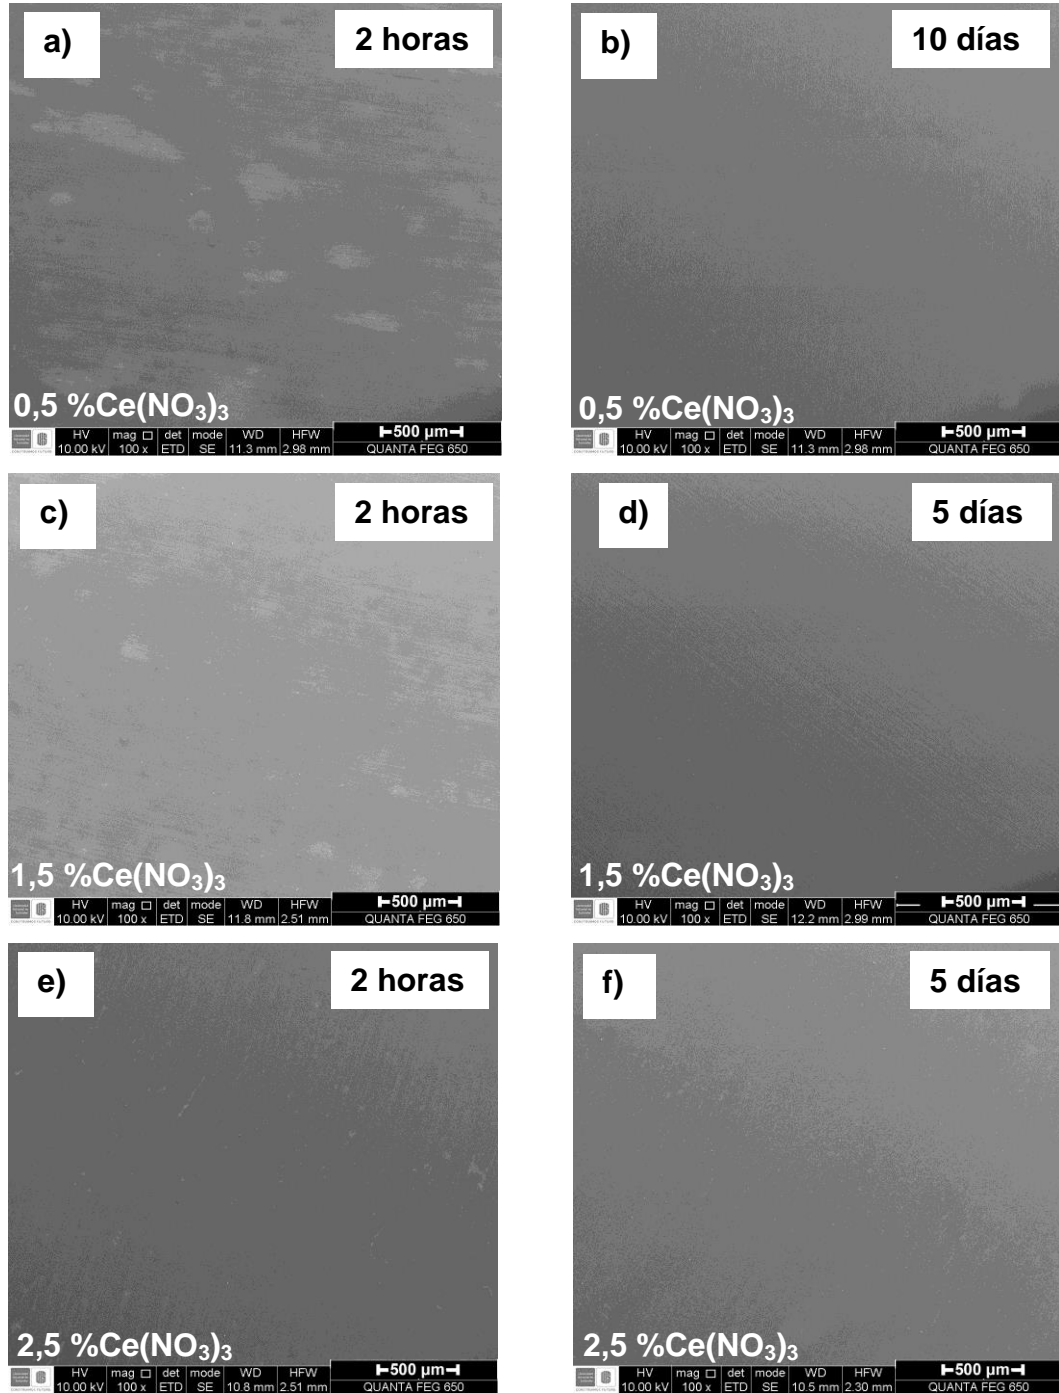 a)
2 horas
0,5 %Ce(NO₃)₃
HV mag □ det mode WD HFW
500 µm
10.00 kV 100 x ETD SE 11.3 mm 2.98 mm QUANTA FEG 650
b)
10 días
0,5 %Ce(NO₃)₃
HV mag □ det mode WD HFW
500 µm
10.00 kV 100 x ETD SE 11.3 mm 2.98 mm QUANTA FEG 650
c)
2 horas
1,5 %Ce(NO₃)₃
HV mag □ det mode WD HFW
500 µm
10.00 kV 100 x ETD SE 11.8 mm 2.51 mm QUANTA FEG 650
d)
5 días
1,5 %Ce(NO₃)₃
HV mag □ det mode WD HFW
500 µm
10.00 kV 100 x ETD SE 12.2 mm 2.99 mm QUANTA FEG 650
e)
2 horas
2,5 %Ce(NO₃)₃
HV mag □ det mode WD HFW
500 µm
10.00 kV 100 x ETD SE 10.8 mm 2.51 mm QUANTA FEG 650
f)
5 días
2,5 %Ce(NO₃)₃
HV mag □ det mode WD HFW
500 µm
10.00 kV 100 x ETD SE 10.5 mm 2.30 mm QUANTA FEG 650